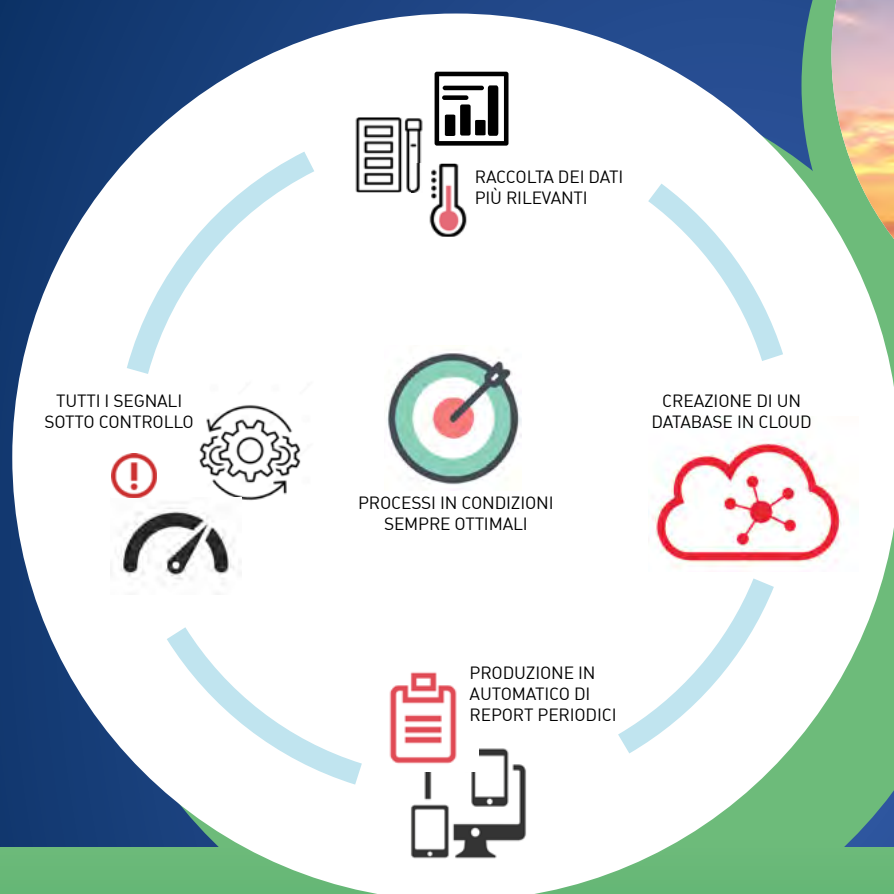 RACCOLTA DEI DATI
PIÙ RILEVANTI
TUTTI I SEGNALI
SOTTO CONTROLLO
CREAZIONE DI UN
DATABASE IN CLOUD
PROCESSI IN CONDIZIONI
SEMPRE OTTIMALI
PRODUZIONE IN
AUTOMATICO DI
REPORT PERIODICI